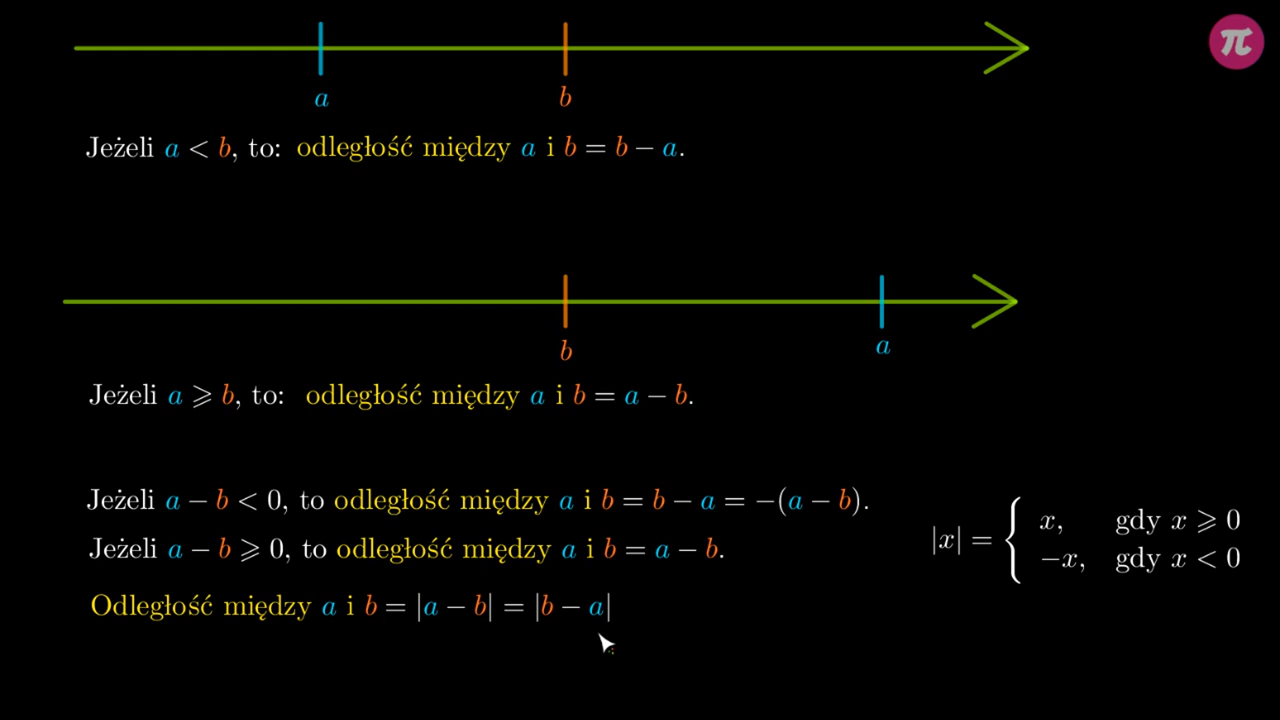 π
a b
Jeżeli a < b, to: odległość między a i b = b − a.
b a
Jeżeli a ⩾ b, to: odległość między a i b = a − b.
Jeżeli a − b < 0, to odległość między a i b = b − a = −(a − b).
Jeżeli a − b ⩾ 0, to odległość między a i b = a − b.
|x| = { x, gdy x ⩾ 0
−x, gdy x < 0
Odległość między a i b = |a − b| = |b − a|